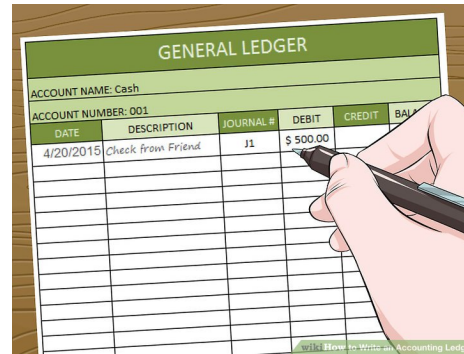 GENERAL LEDGER
ACCOUNT NAME: Cash
ACCOUNT NUMBER: 001
DATE DESCRIPTION JOURNAL # DEBIT CREDIT
4/20/2015 Check from Friend J1 $ 500.00
wikiHow to Write an Accounting